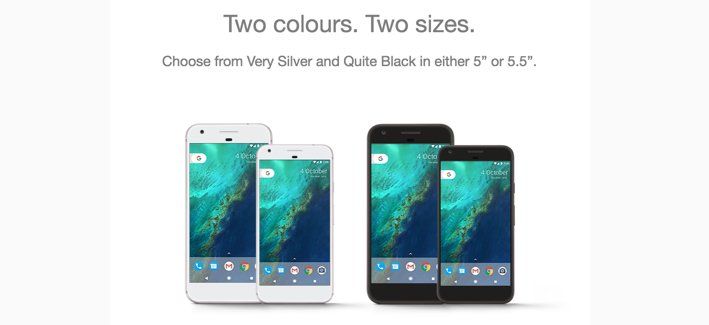 Two colours. Two sizes.
Choose from Very Silver and Quite Black in either 5” or 5.5”.
4 October
4 October
4 October
4 October